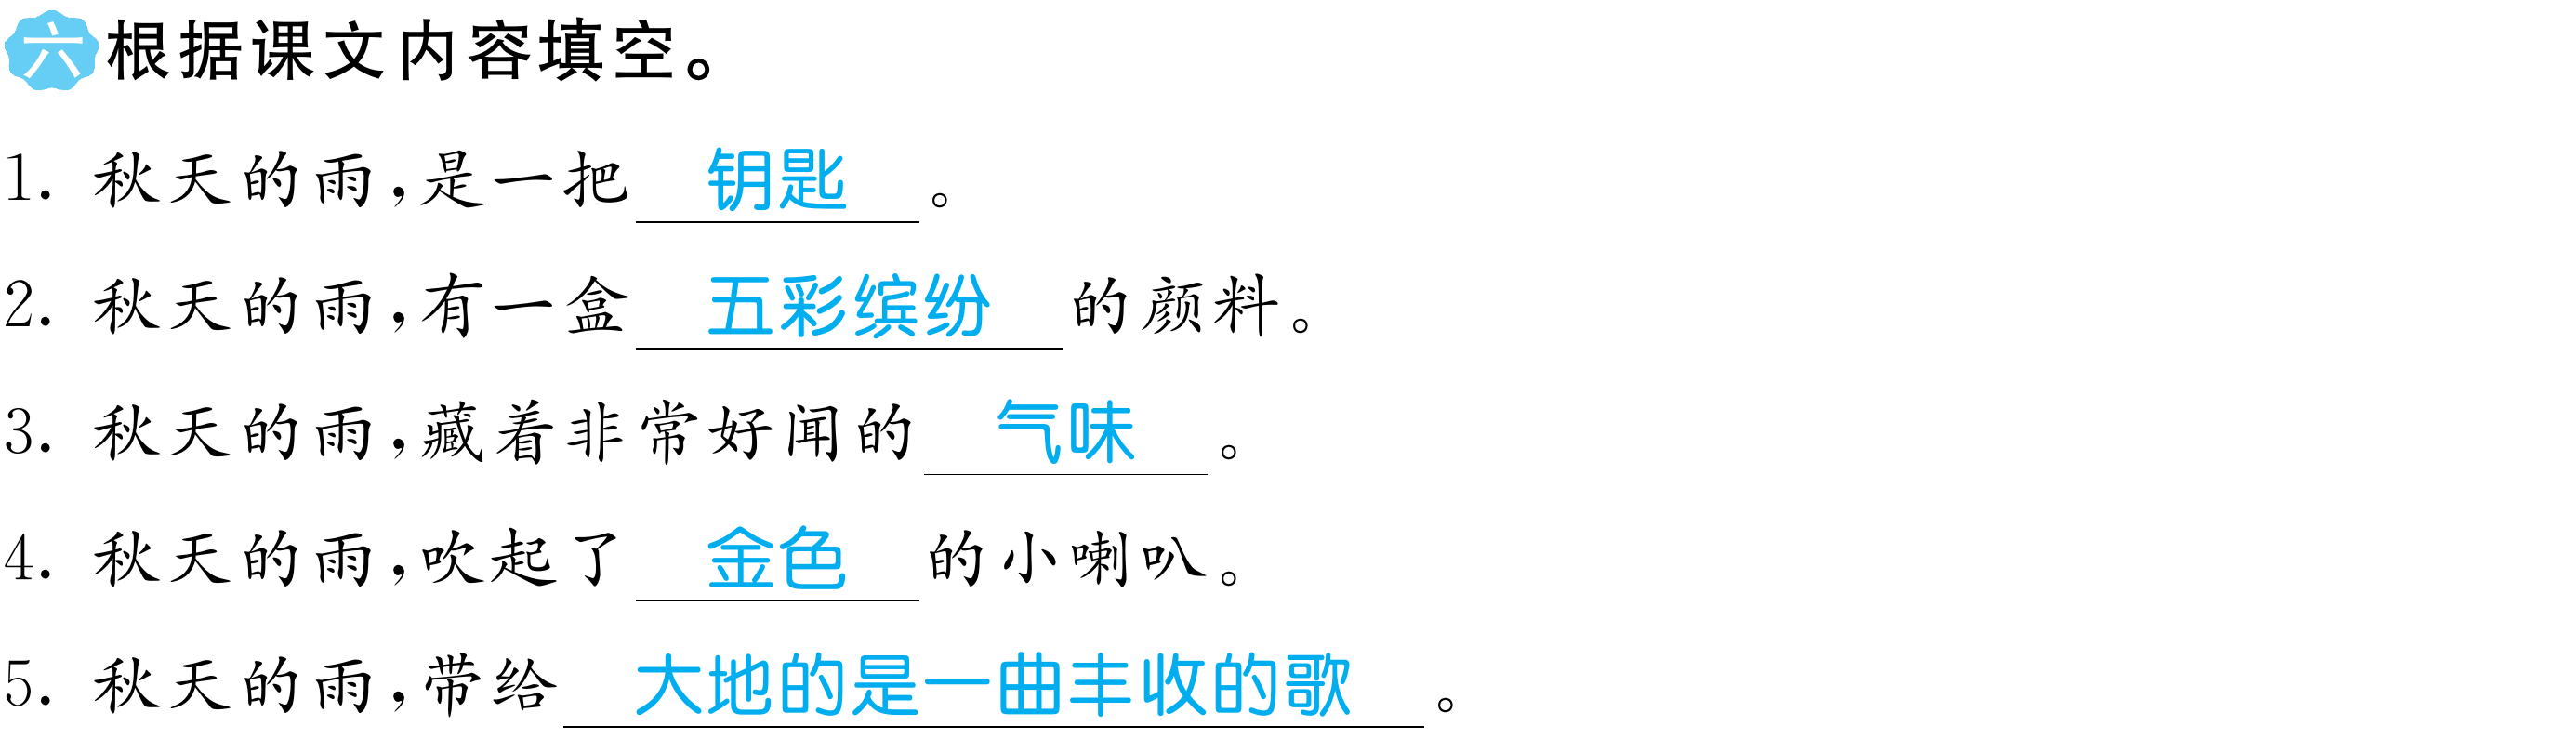 六 根据课文内容填空。
1. 秋天的雨,是一把 钥匙 。
2. 秋天的雨,有一盒 五彩缤纷 的颜料。
3. 秋天的雨,藏着非常好闻的 气味 。
4. 秋天的雨,吹起了 金色 的小喇叭。
5. 秋天的雨,带给 大地的是一曲丰收的歌 。